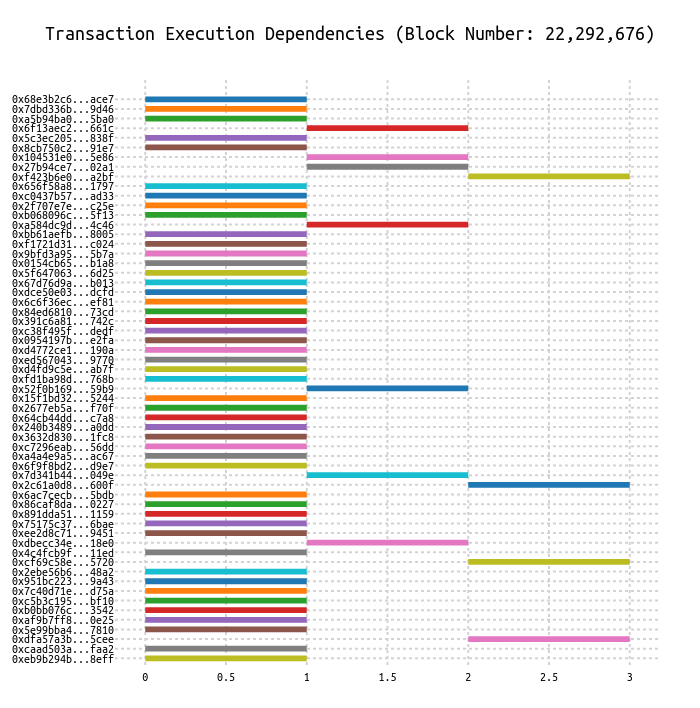 Transaction Execution Dependencies (Block Number: 22,292,676)
0x68e3b2c6...ace7
0x7dbd336b...9d46
0xa5b94ba0...5ba0
0x6f13aec2...661c
0x5c3ec205...838f
0x8cb750c2...91e7
0x104531e0...5e86
0x27b94ce7...02a1
0xf423b6e0...a2bf
0x656f58a8...1797
0xc0437b57...ad33
0x2f707e7e...c25e
0xb068096c...5f13
0xa584dc9d...4c46
0xbb61aefb...8005
0xf1721d31...c024
0x9bfd3a95...5b7a
0x0154cb65...b1a8
0x5f647063...6d25
0x67d76d9a...b013
0xdce50e03...dcfd
0x6c6f36ec...ef81
0x84ed6810...73cd
0x391c6a81...742c
0xc38f495f...dedf
0x0954197b...e2fa
0xd4772ce1...190a
0xed567043...9770
0xd4fd9c5e...ab7f
0xfd1ba98d...768b
0x52f0b169...59b9
0x15f1bd32...5244
0x2677eb5a...f70f
0x64cb44dd...c7a8
0x240b3489...a0dd
0x3632d830...1fc8
0xc7296eab...56dd
0xa4a4e9a5...ac67
0x6f9f8bd2...d9e7
0x7d341b44...049e
0x2c61a0d8...600f
0x6ac7cecb...5bdb
0x86caf8da...0227
0x891dda51...1159
0x75175c37...6bae
0xee2d8c71...9451
0xdbecc34e...18e0
0x4c4fcb9f...11ed
0xcf69c58e...5720
0x2ebe56b6...48a2
0x951bc223...9a43
0x7c40d71e...d75a
0xc5b3c195...bf10
0xb0bb076c...3542
0xaf9b7ff8...0e25
0x5e99bba4...7810
0xdfa57a3b...5cee
0xcaad503a...faa2
0xeb9b294b...8eff
0 0.5 1 1.5 2 2.5 3